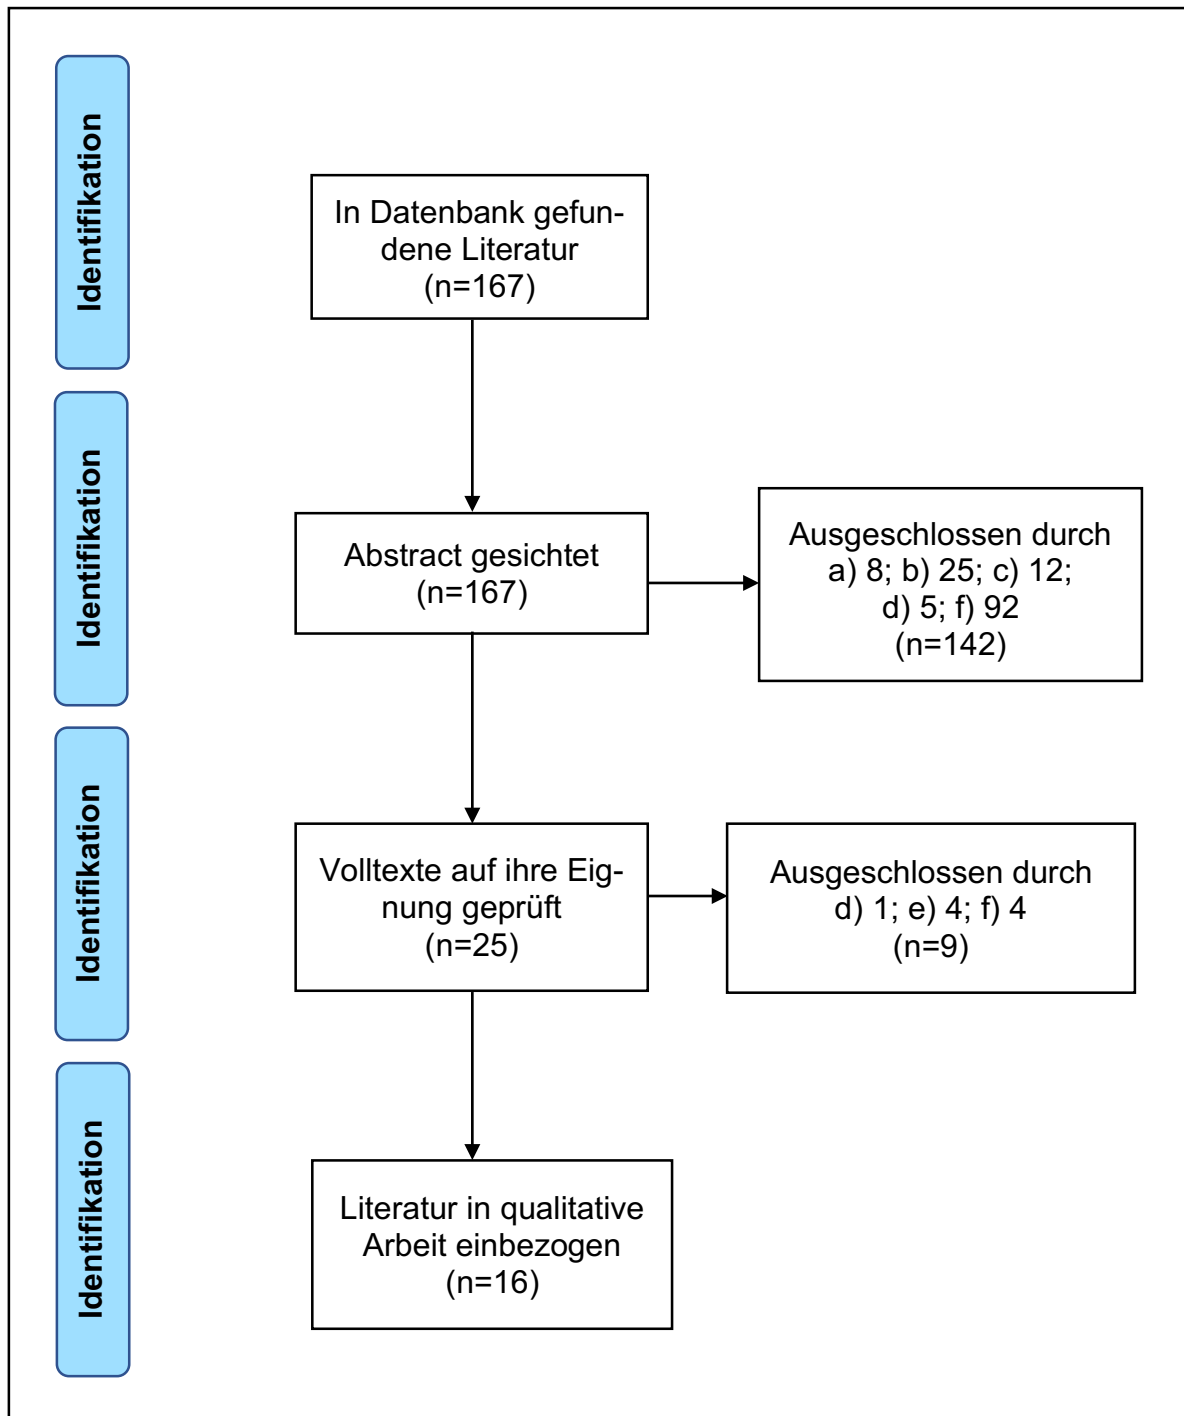 Identifikation
In Datenbank gefun-
dene Literatur
(n=167)
Identifikation
Abstract gesichtet
(n=167)
Ausgeschlossen durch
a) 8; b) 25; c) 12;
d) 5; f) 92
(n=142)
Identifikation
Volltexte auf ihre Eig-
nung geprüft
(n=25)
Ausgeschlossen durch
d) 1; e) 4; f) 4
(n=9)
Identifikation
Literatur in qualitative
Arbeit einbezogen
(n=16)